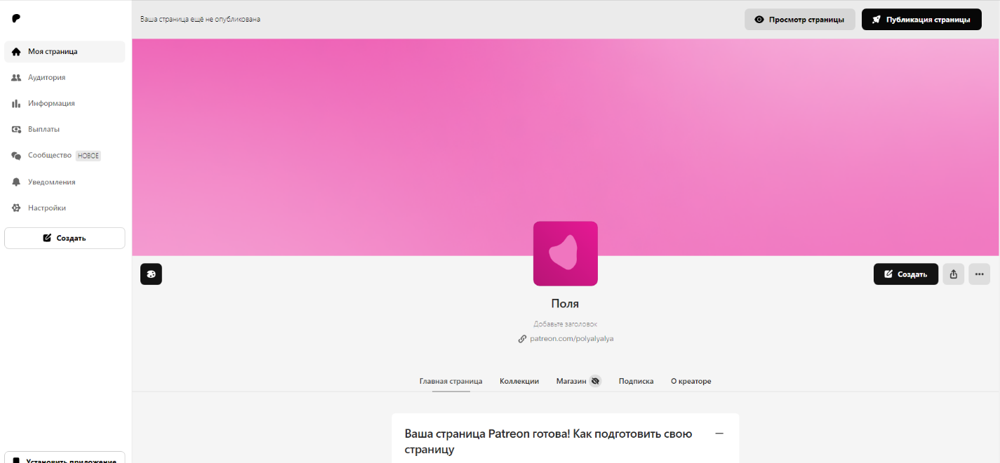 Ваша страница ещё не опубликована
Просмотр страницы
Публикация страницы
Моя страница
Аудитория
Информация
Выплаты
Сообщество НОВОЕ
Уведомления
Настройки
Создать
Создать
Поля
Добавьте заголовок
patreon.com/polyalyalya
Главная страница
Коллекции
Магазин
Подписка
О креаторе
Ваша страница Patreon готова! Как подготовить свою
страницу
Установить приложение